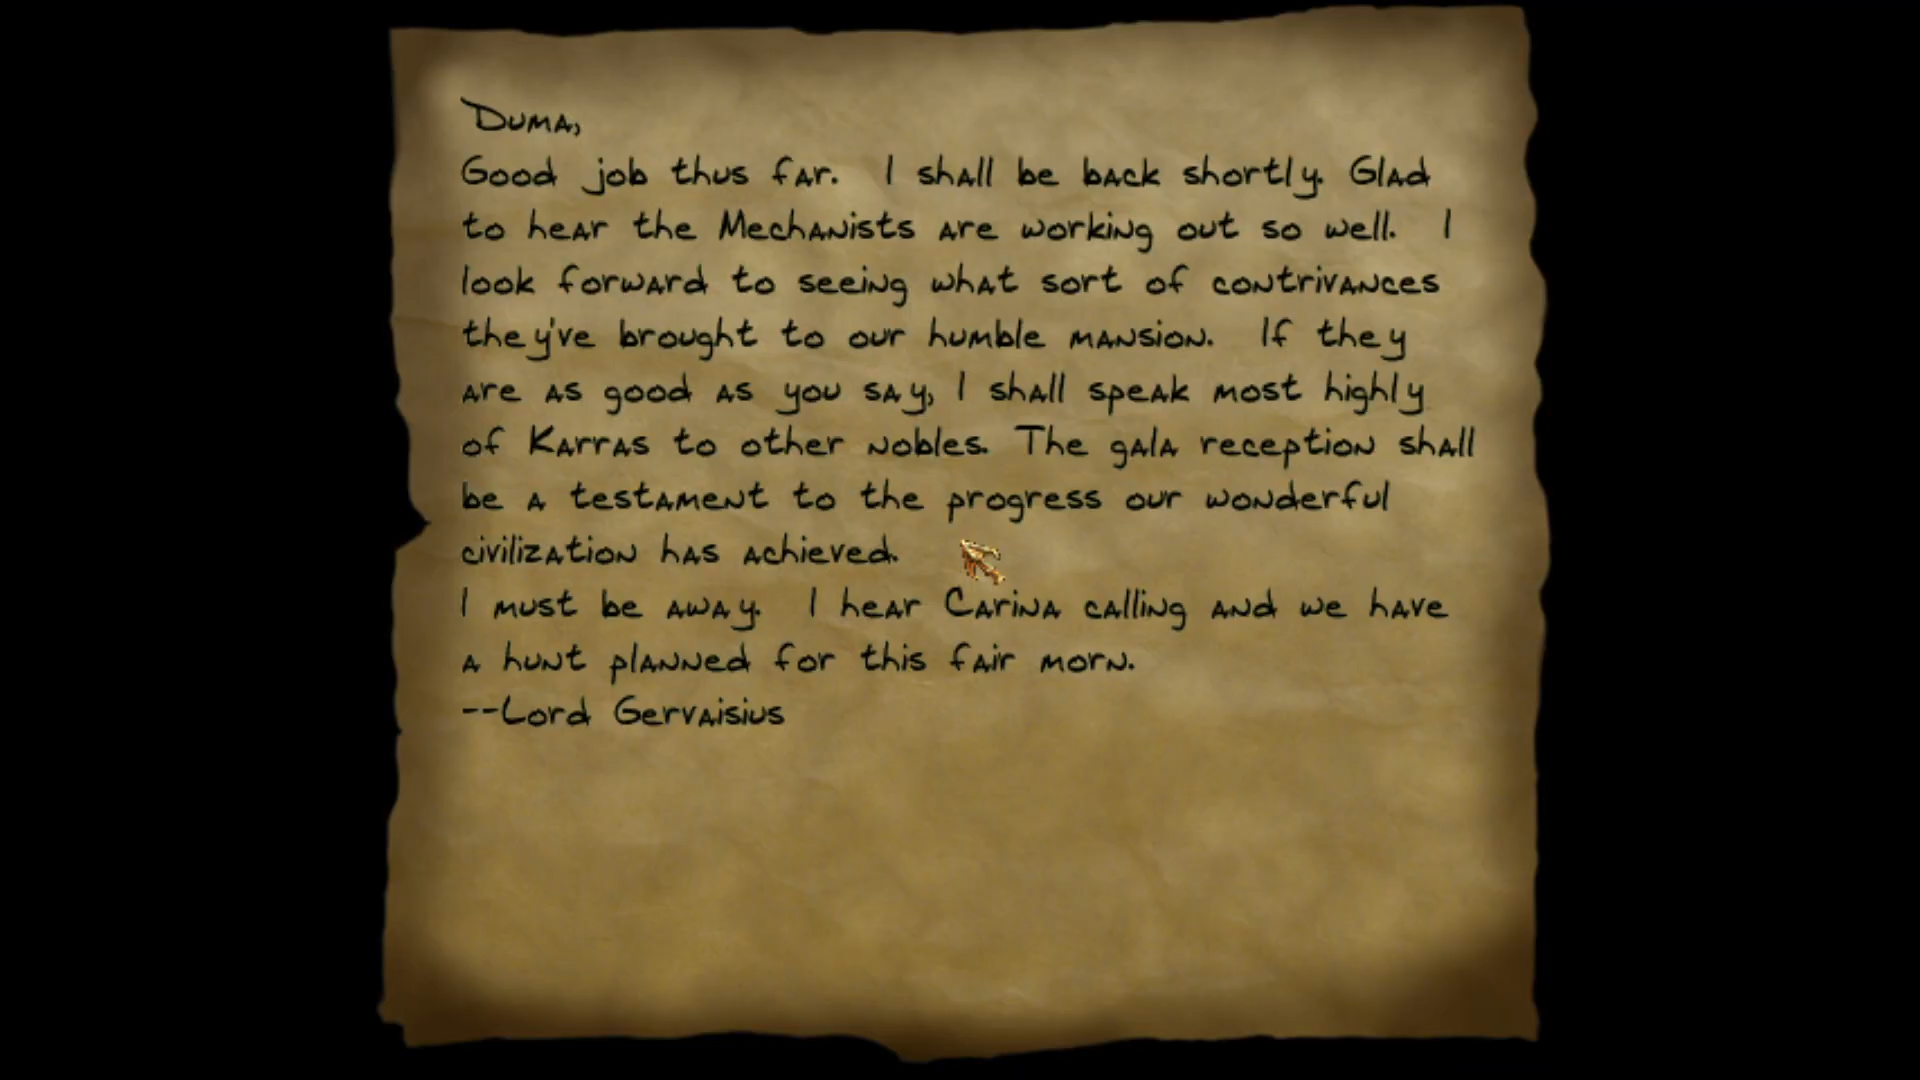 Duma,
Good job thus far. I shall be back shortly. Glad
to hear the Mechanists are working out so well. I
look forward to seeing what sort of contrivances
they've brought to our humble mansion. If they
are as good as you say, I shall speak most highly
of Karras to other nobles. The gala reception shall
be a testament to the progress our wonderful
civilization has achieved.
I must be away. I hear Carina calling and we have
a hunt planned for this fair morn.
--Lord Gervaisius